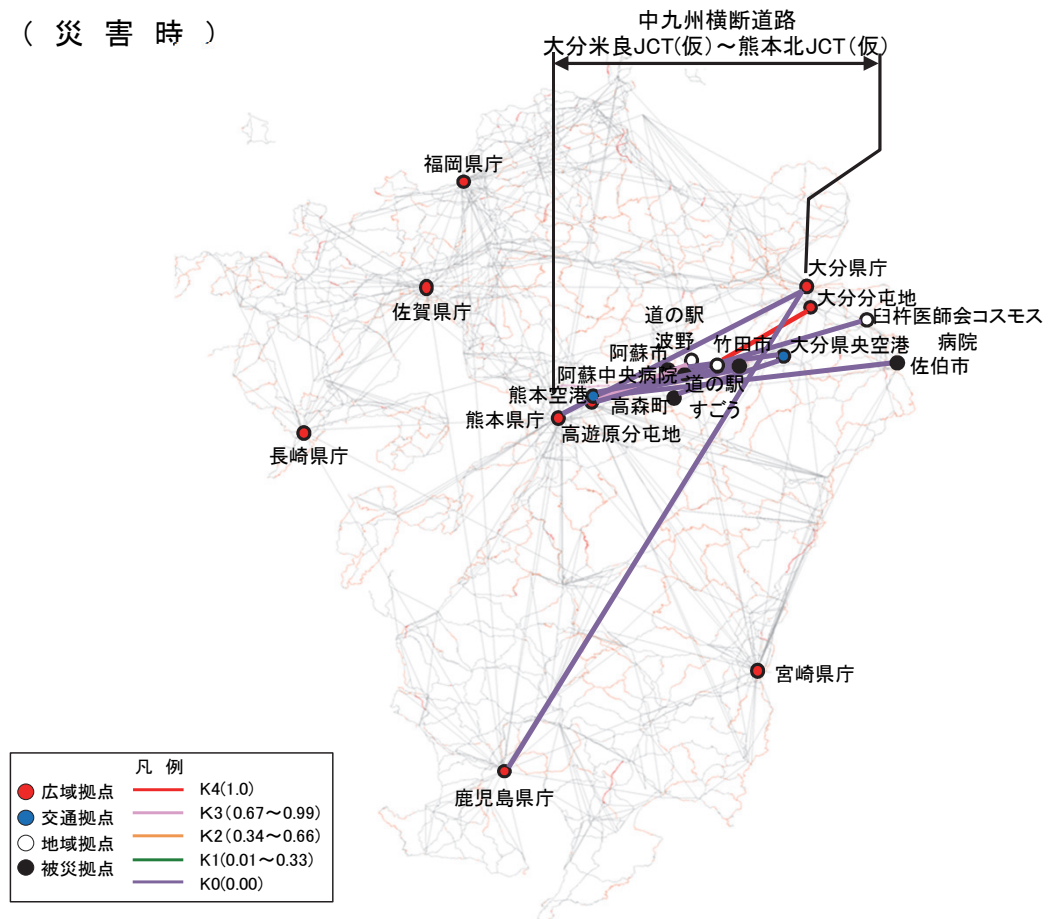 (災害時)
中九州横断道路
大分米良JCT(仮)~熊本北JCT(仮)
福岡県庁
大分県庁
佐賀県庁
大分分屯地
道の駅
波野
臼杵医師会コスモス
病院
竹田市
大分県央空港
阿蘇市
佐伯市
阿蘇中央病院
道の駅
すごう
熊本空港
高森町
熊本県庁
高遊原分屯地
長崎県庁
宮崎県庁
鹿児島県庁
凡 例
広域拠点 K4(1.0)
交通拠点 K3(0.67~0.99)
地域拠点 K2(0.34~0.66)
被災拠点 K1(0.01~0.33)
K0(0.00)